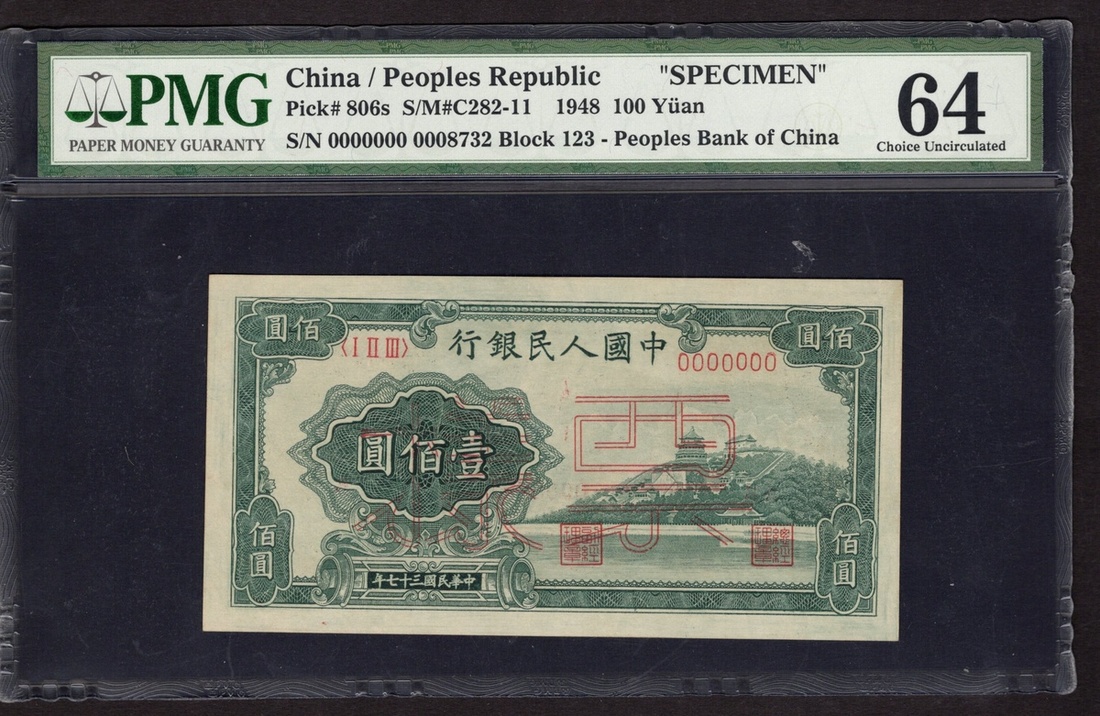 PMG
PAPER MONEY GUARANTY
China / Peoples Republic "SPECIMEN"
Pick# 806s S/M#C282-11 1948 100 Yüan
S/N 0000000 0008732 Block 123 - Peoples Bank of China
64
Choice Uncirculated
圓佰
圓佰
〈I II III〉
行銀民人國中
0000000
圓佰壹
票
佰圓
佰圓
年七十三國民華中